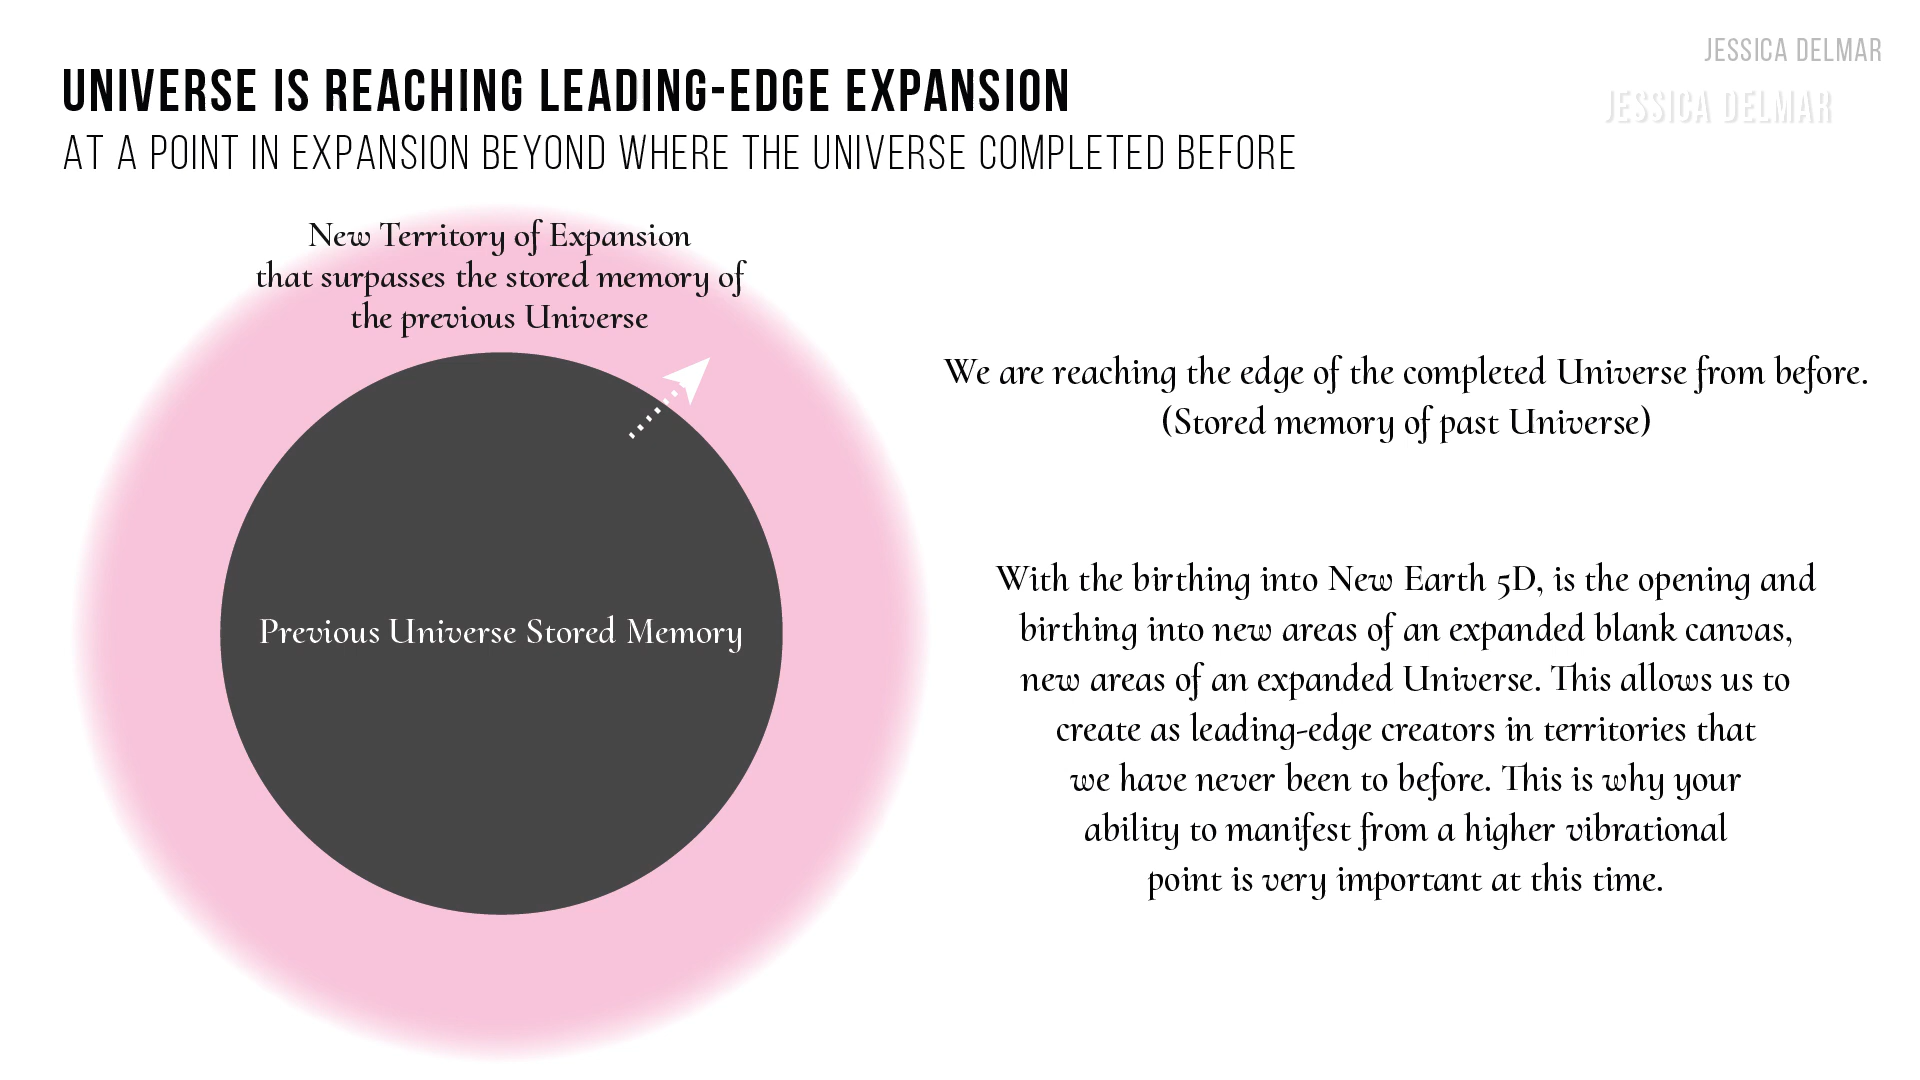 JESSICA DELMAR
JESSICA DELMAR
UNIVERSE IS REACHING LEADING-EDGE EXPANSION
AT A POINT IN EXPANSION BEYOND WHERE THE UNIVERSE COMPLETED BEFORE
New Territory of Expansion
that surpasses the stored memory of
the previous Universe
Previous Universe Stored Memory
We are reaching the edge of the completed Universe from before.
(Stored memory of past Universe)
With the birthing into New Earth 5D, is the opening and
birthing into new areas of an expanded blank canvas,
new areas of an expanded Universe. This allows us to
create as leading-edge creators in territories that
we have never been to before. This is why your
ability to manifest from a higher vibrational
point is very important at this time.